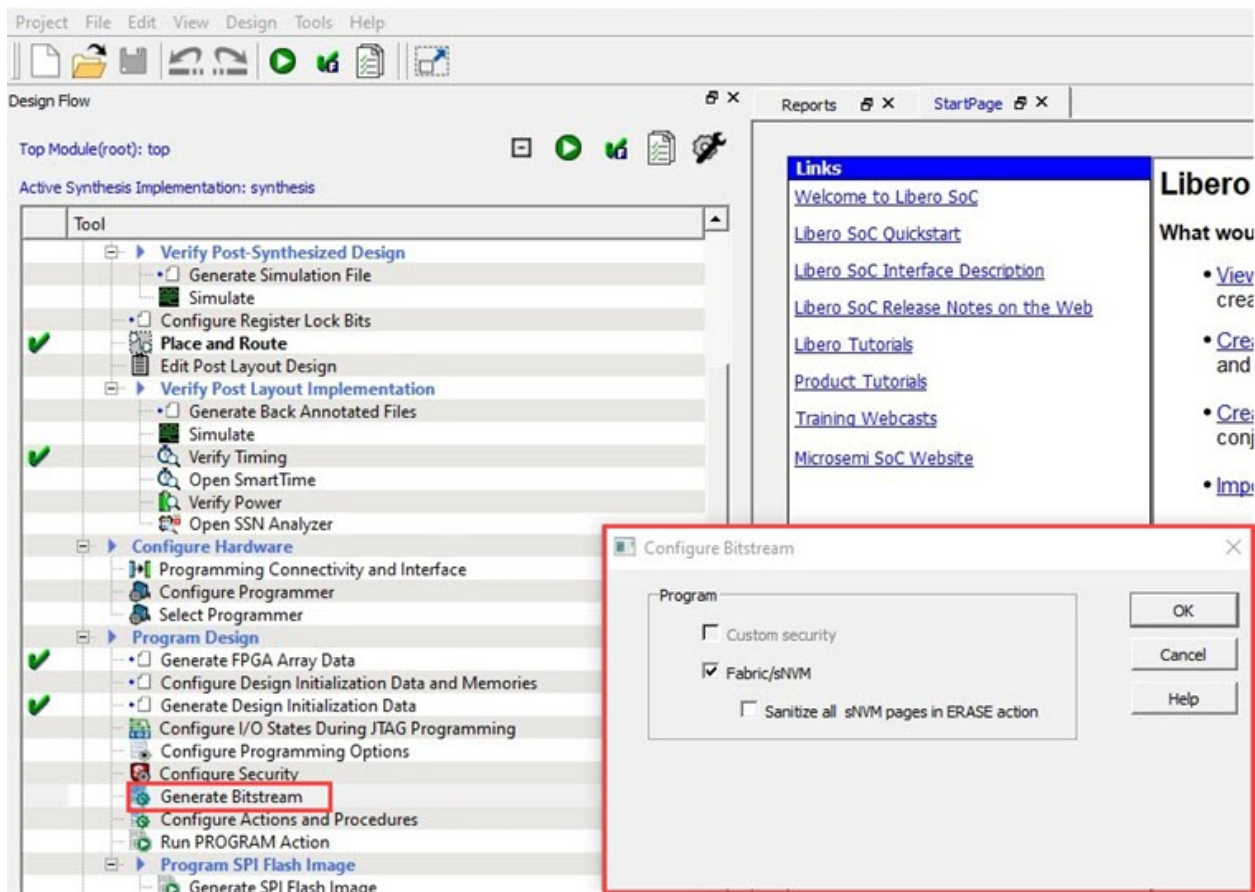 Project File Edit View Design Tools Help
Design Flow
Reports
StartPage
Top Module(root): top
Active Synthesis Implementation: synthesis
Tool
Verify Post-Synthesized Design
Generate Simulation File
Simulate
Configure Register Lock Bits
Place and Route
Edit Post Layout Design
Verify Post Layout Implementation
Generate Back Annotated Files
Simulate
Verify Timing
Open SmartTime
Verify Power
Open SSN Analyzer
Configure Hardware
Programming Connectivity and Interface
Configure Programmer
Select Programmer
Program Design
Generate FPGA Array Data
Configure Design Initialization Data and Memories
Generate Design Initialization Data
Configure I/O States During JTAG Programming
Configure Programming Options
Configure Security
Generate Bitstream
Configure Actions and Procedures
Run PROGRAM Action
Program SPI Flash Image
Generate SPI Flash Image
Links
Welcome to Libero SoC
Libero SoC Quickstart
Libero SoC Interface Description
Libero SoC Release Notes on the Web
Libero Tutorials
Product Tutorials
Training Webcasts
Microsemi SoC Website
Libero
What wou
View
crea
Crea
and
Crea
conj
Impo
Configure Bitstream
Program
Custom security
Fabric/sNVM
Sanitize all sNVM pages in ERASE action
OK
Cancel
Help